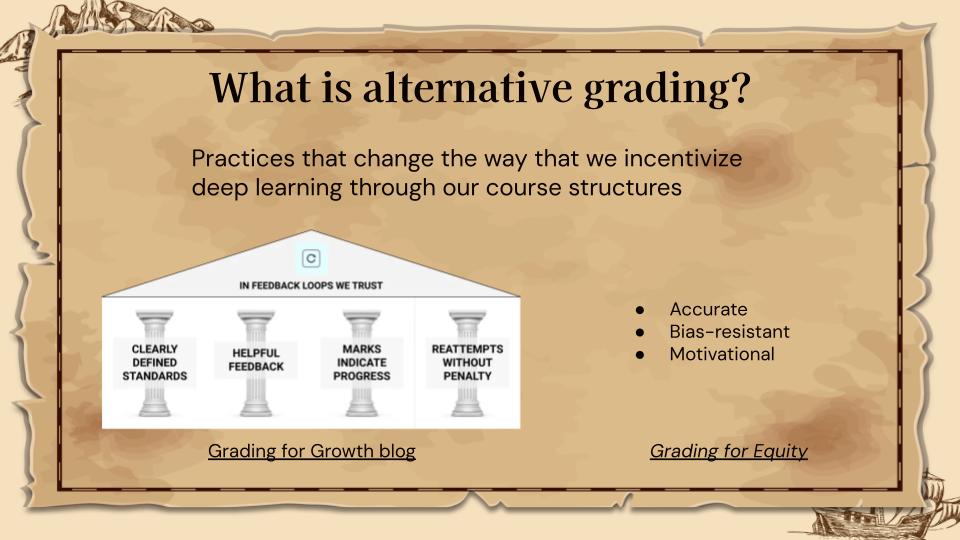 What is alternative grading?
Practices that change the way that we incentivize
deep learning through our course structures
C
IN FEEDBACK LOOPS WE TRUST
CLEARLY
DEFINED
STANDARDS
HELPFUL
FEEDBACK
MARKS
INDICATE
PROGRESS
REATTEMPTS
WITHOUT
PENALTY
Grading for Growth blog
● Accurate
● Bias-resistant
● Motivational
Grading for Equity